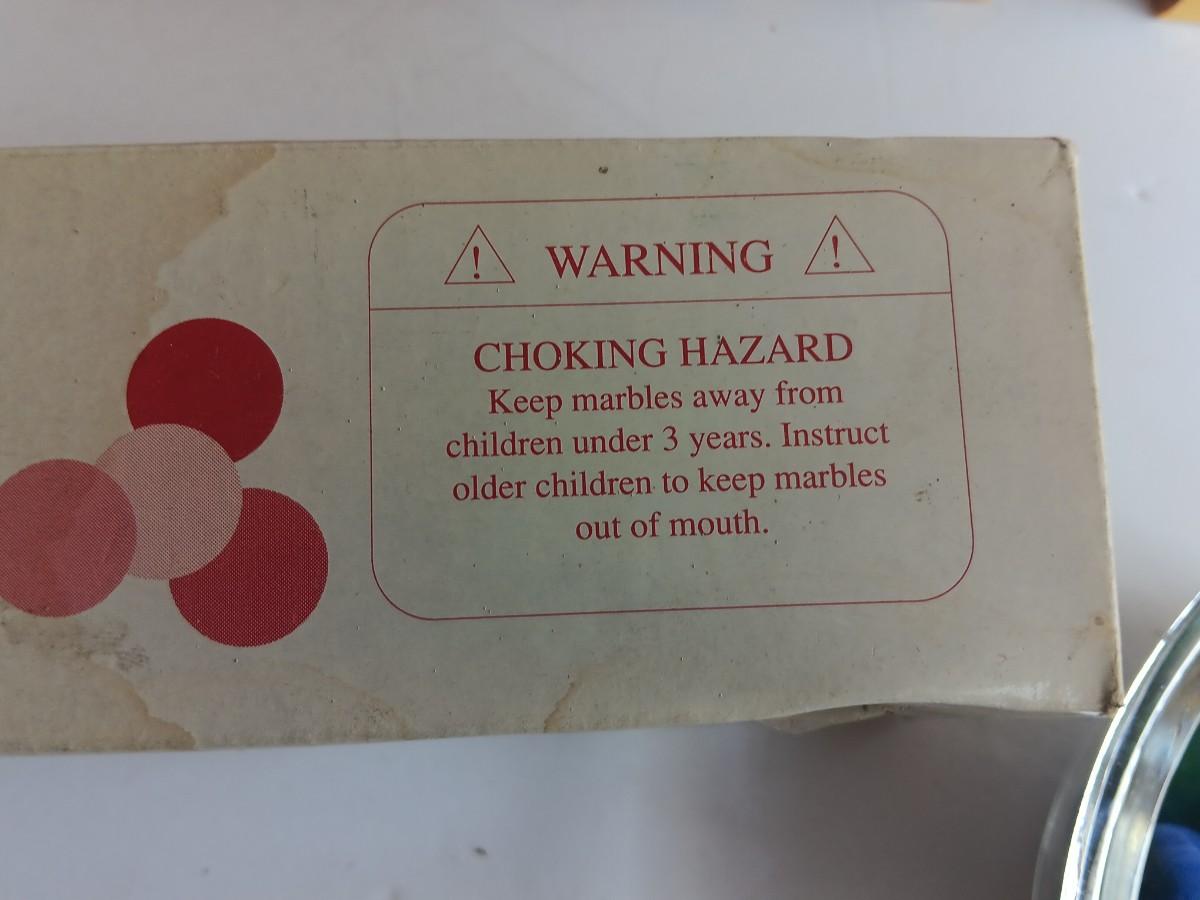 WARNING
CHOKING HAZARD
Keep marbles away from
children under 3 years. Instruct
older children to keep marbles
out of mouth.